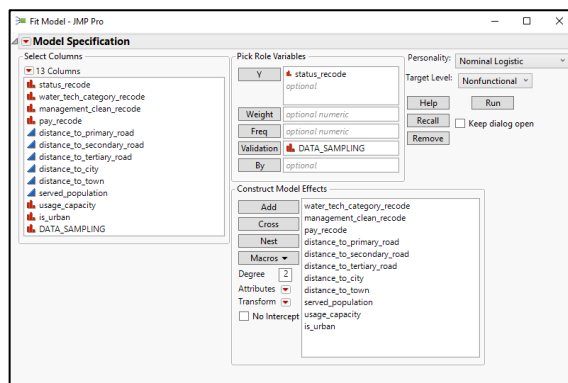 Fit Model - JMP Pro
Model Specification
Select Columns
13 Columns
status_recode
water_tech_category_recode
management_clean_recode
pay_recode
distance_to_primary_road
distance_to_secondary_road
distance_to_tertiary_road
distance_to_city
distance_to_town
served_population
usage_capacity
is_urban
DATA_SAMPLING
Pick Role Variables
Y
status_recode
optional
Weight
optional numeric
Freq
optional numeric
Validation
DATA_SAMPLING
By
optional
Personality:
Nominal Logistic
Target Level:
Nonfunctional
Help
Run
Recall
Keep dialog open
Remove
Construct Model Effects
Add
Cross
Nest
Macros
Degree
2
Attributes
Transform
No Intercept
water_tech_category_recode
management_clean_recode
pay_recode
distance_to_primary_road
distance_to_secondary_road
distance_to_tertiary_road
distance_to_city
distance_to_town
served_population
usage_capacity
is_urban